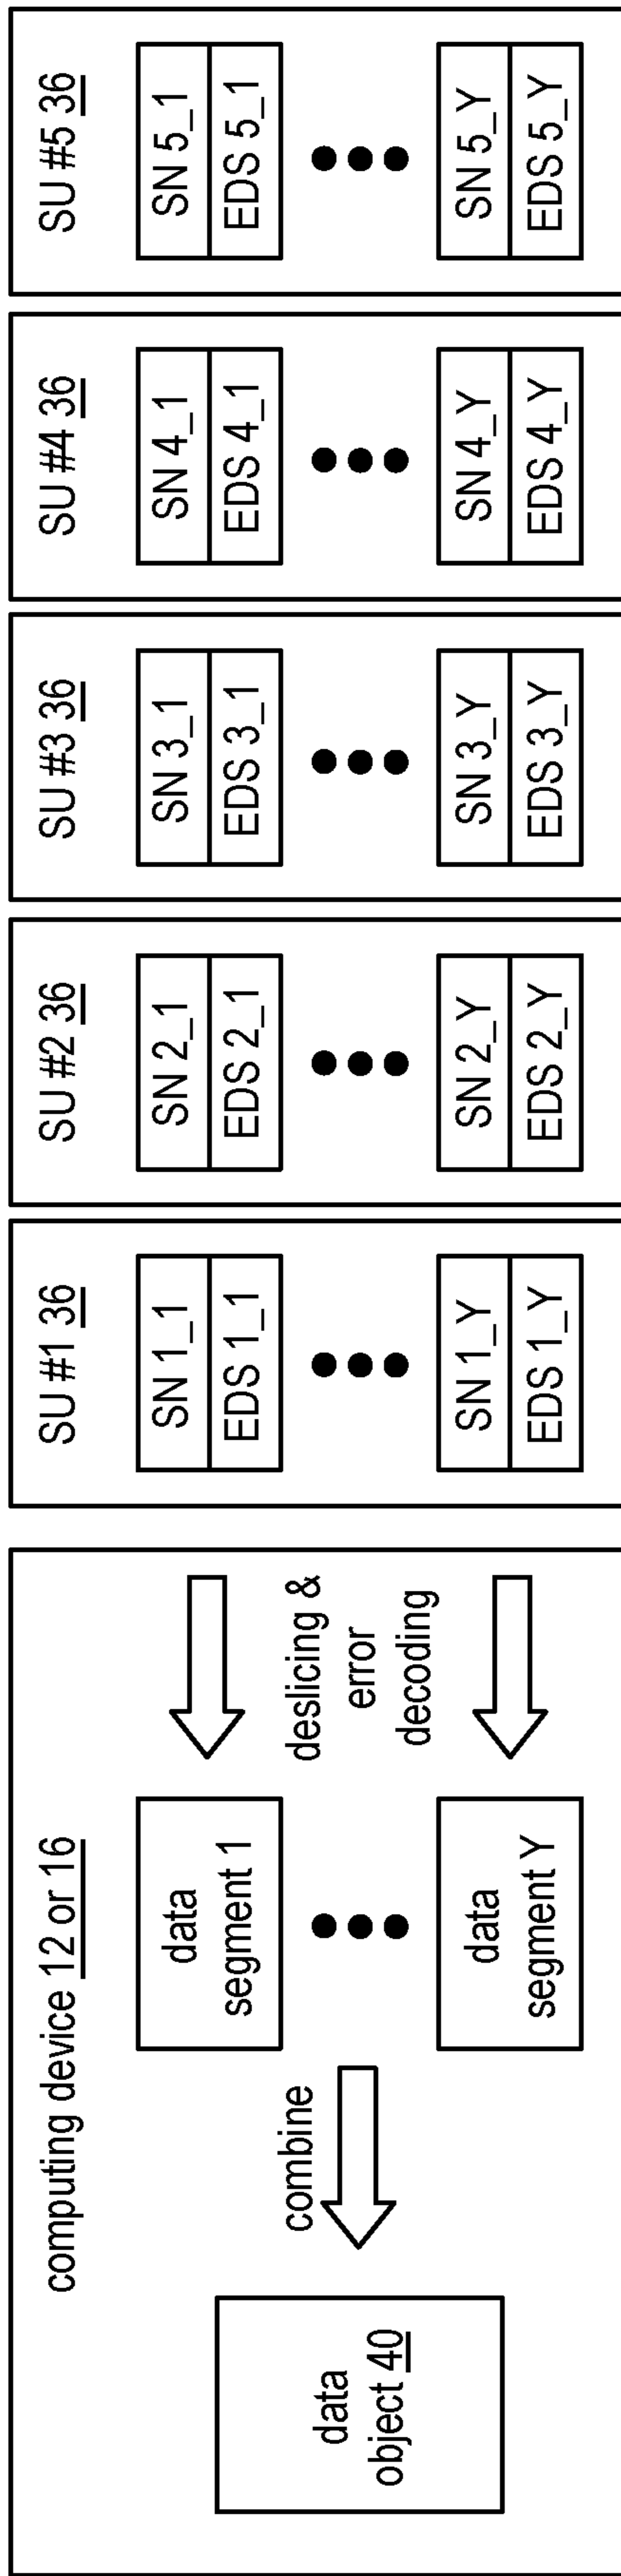 computing device 12 or 16
data
object 40
combine
data
segment 1
data
segment Y
deslicing &
error
decoding
SU #1 36
SN 1_1
EDS 1_1
SN 1_Y
EDS 1_Y
SU #2 36
SN 2_1
EDS 2_1
SN 2_Y
EDS 2_Y
SU #3 36
SN 3_1
EDS 3_1
SN 3_Y
EDS 3_Y
SU #4 36
SN 4_1
EDS 4_1
SN 4_Y
EDS 4_Y
SU #5 36
SN 5_1
EDS 5_1
SN 5_Y
EDS 5_Y